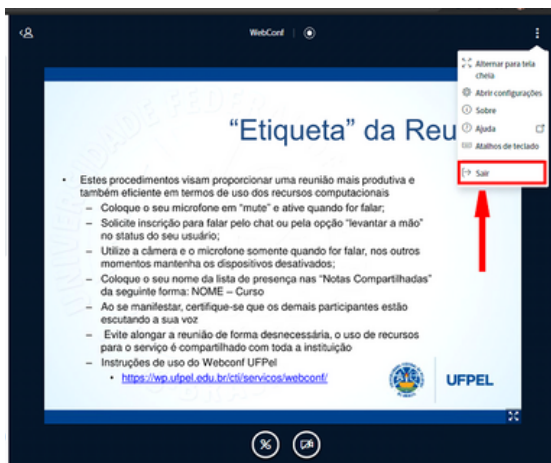 WebConf
Alternar para tela
cheia
Abrir configurações
Sobre
Ajuda
Atalhos de teclado
Sair
“Etiqueta” da Reu
• Estes procedimentos visam proporcionar uma reunião mais produtiva e
também eficiente em termos de uso dos recursos computacionais
– Coloque o seu microfone em “mute” e ative quando for falar;
– Solicite inscrição para falar pelo chat ou pela opção “levantar a mão”
no status do seu usuário;
– Utilize a câmera e o microfone somente quando for falar, nos outros
momentos mantenha os dispositivos desativados;
– Coloque o seu nome da lista de presença nas “Notas Compartilhadas”
da seguinte forma: NOME – Curso
– Ao se manifestar, certifique-se que os demais participantes estão
escutando a sua voz
– Evite alongar a reunião de forma desnecessária, o uso de recursos
para o serviço é compartilhado com toda a instituição
– Instruções de uso do Webconf UFPel
• https://wp.ufpel.edu.br/cti/servicos/webconf/
UFPEL